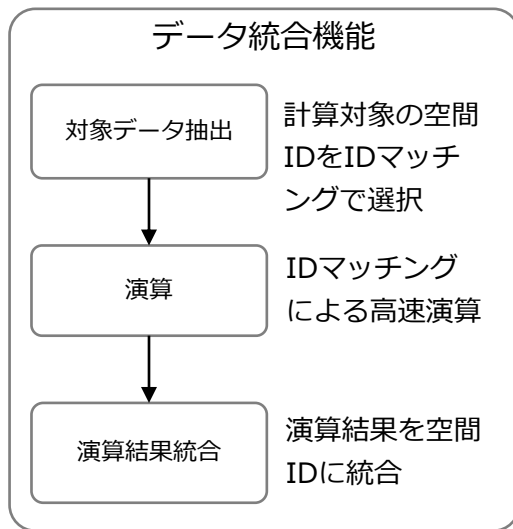 データ統合機能
対象データ抽出
計算対象の空間
IDをIDマッチ
ングで選択
演算
IDマッチング
による高速演算
演算結果統合
演算結果を空間
IDに統合